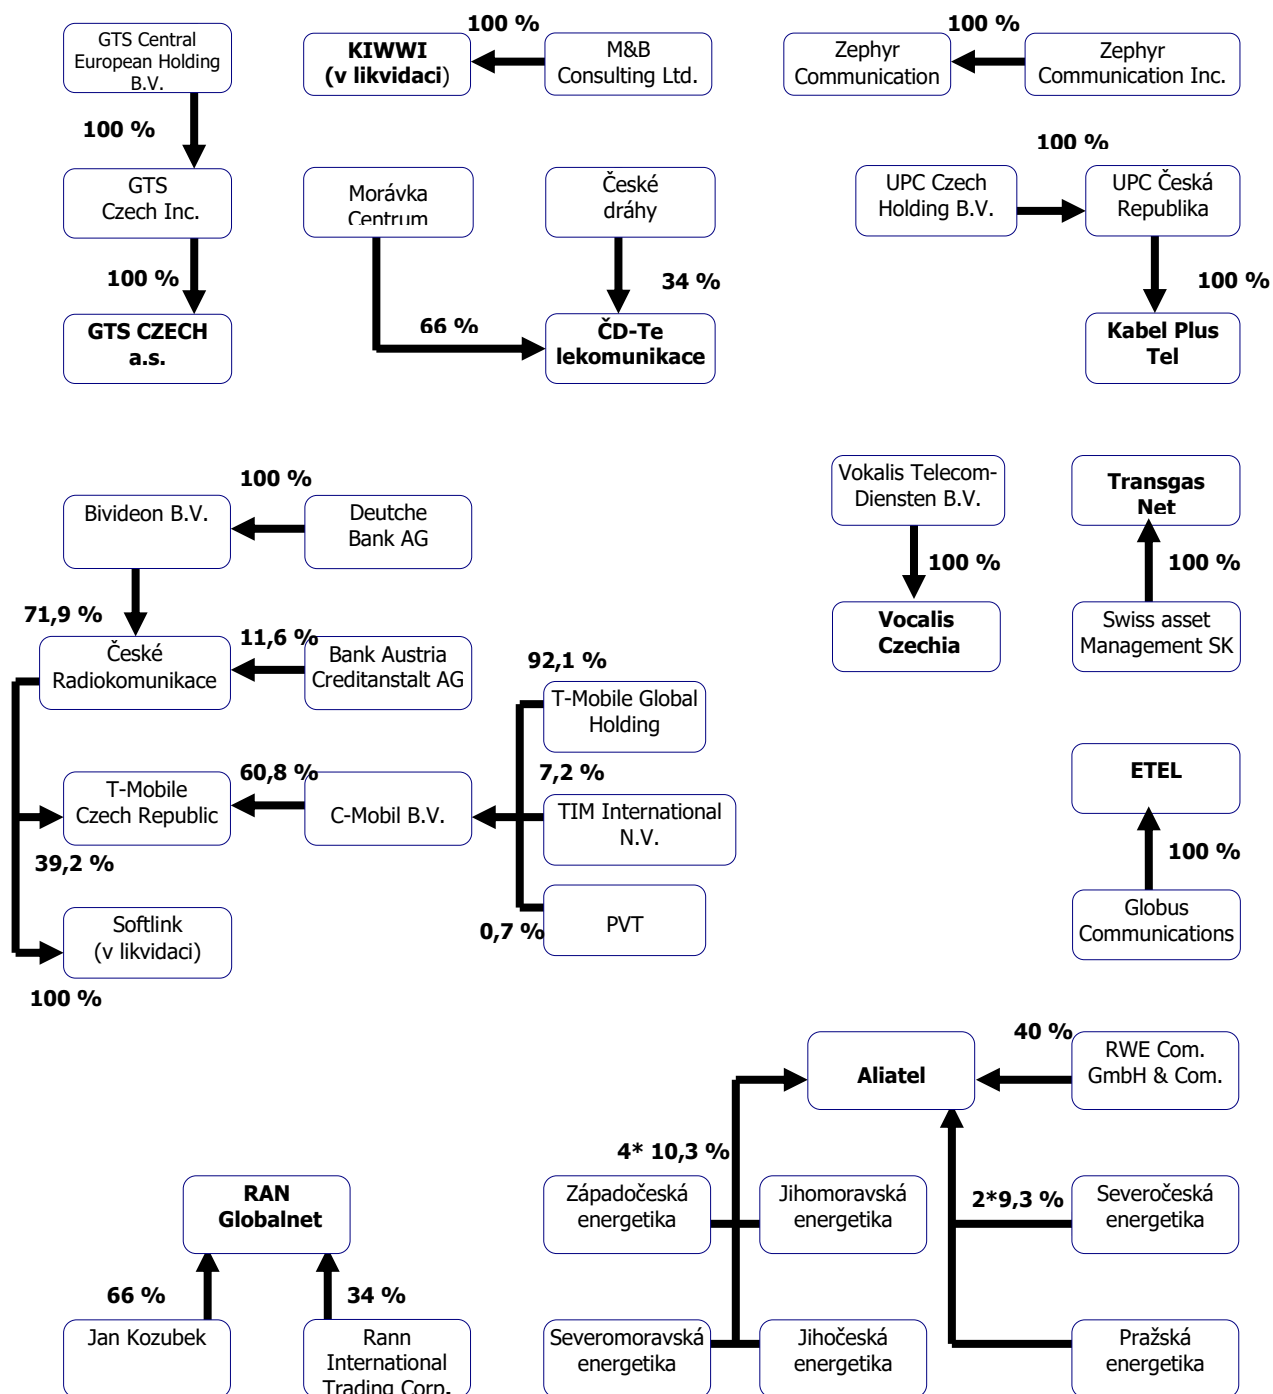 100 %
100 %
GTS Central
European Holding
B.V.
KIWWI
(v likvidaci)
M&B
Consulting Ltd.
Zephyr
Communication
Zephyr
Communication Inc.
100 %
100 %
GTS
Czech Inc.
Morávka
Centrum
České
dráhy
UPC Czech
Holding B.V.
UPC Česká
Republika
100 %
34 %
100 %
66 %
GTS CZECH
a.s.
ČD-Te
lekomunikace
Kabel Plus
Tel
100 %
Bivideon B.V.
Deutche
Bank AG
Vokalis Telecom-
Diensten B.V.
Transgas
Net
100 %
100 %
71,9 %
11,6 %
České
Radiokomunikace
Bank Austria
Creditanstalt AG
Vocalis
Czechia
Swiss asset
Management SK
92,1 %
T-Mobile Global
Holding
60,8 %
7,2 %
T-Mobile
Czech Republic
C-Mobil B.V.
TIM International
N.V.
ETEL
39,2 %
100 %
Softlink
(v likvidaci)
0,7 %
PVT
Globus
Communications
100 %
40 %
Aliatel
RWE Com.
GmbH & Com.
4* 10,3 %
RAN
Globalnet
Západočeská
energetika
Jihomoravská
energetika
2*9,3 %
Severočeská
energetika
66 %
34 %
Jan Kozubek
Rann
International
Trading Corp.
Severomoravská
energetika
Jihočeská
energetika
Pražská
energetika